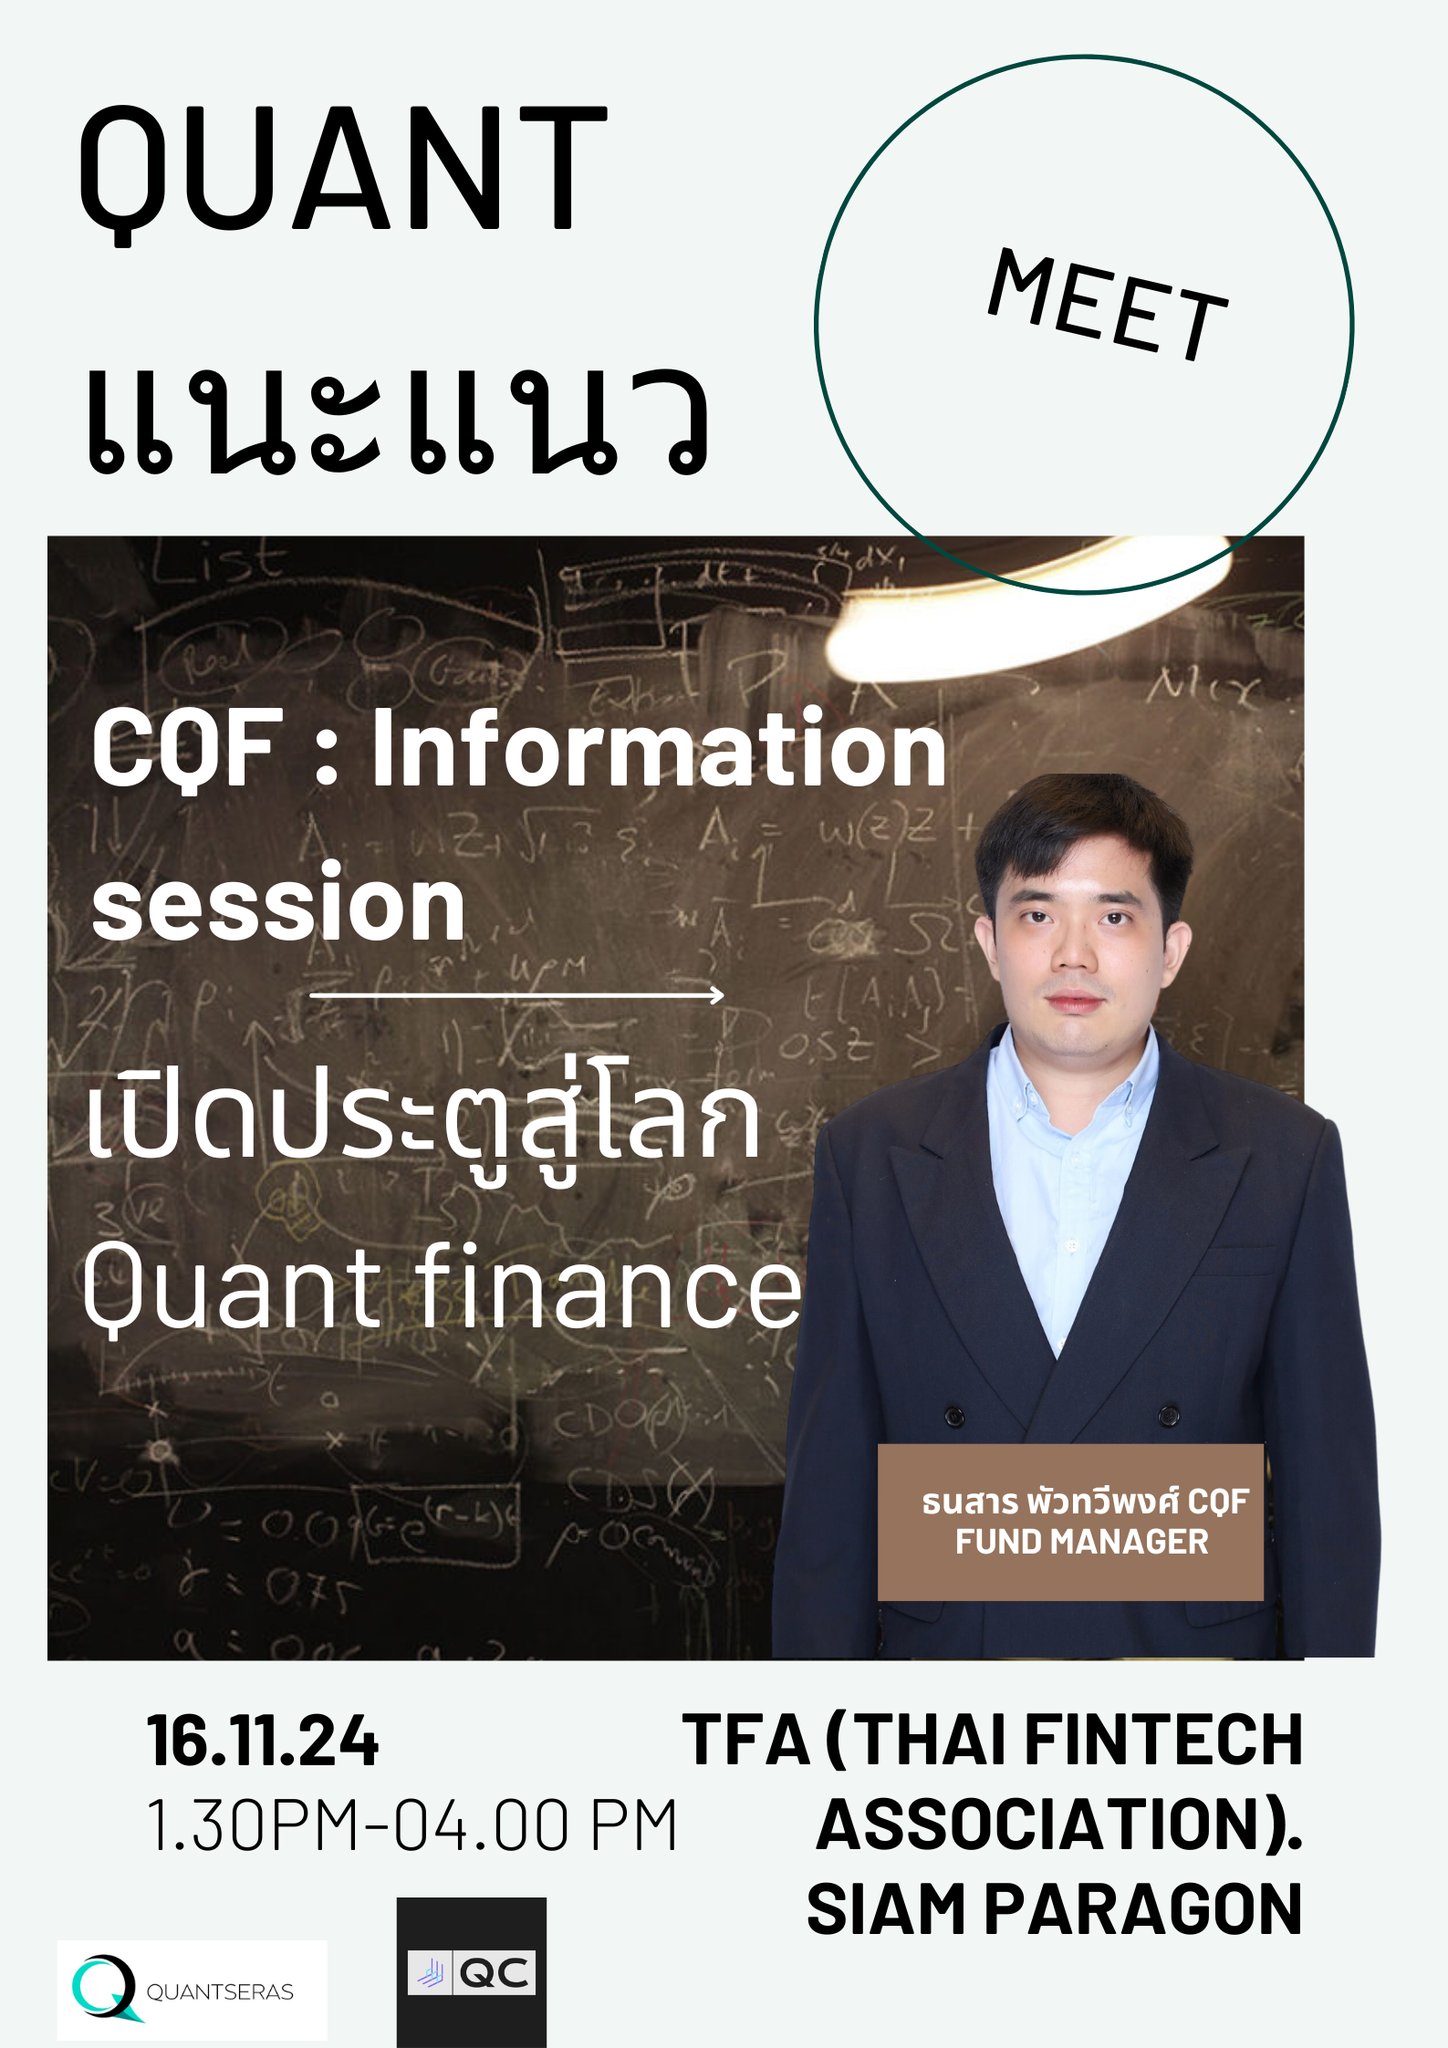 QUANT
แนะแนว
MEET
List
CQF : Information
session
เปิดประตูสู่โลก
Quant finance
ธนสาร พัวทวีพงศ์ CQF
FUND MANAGER
16.11.24
1.30PM-04.00 PM
TFA (THAI FINTECH
ASSOCIATION).
SIAM PARAGON
QUANTSERAS
QC